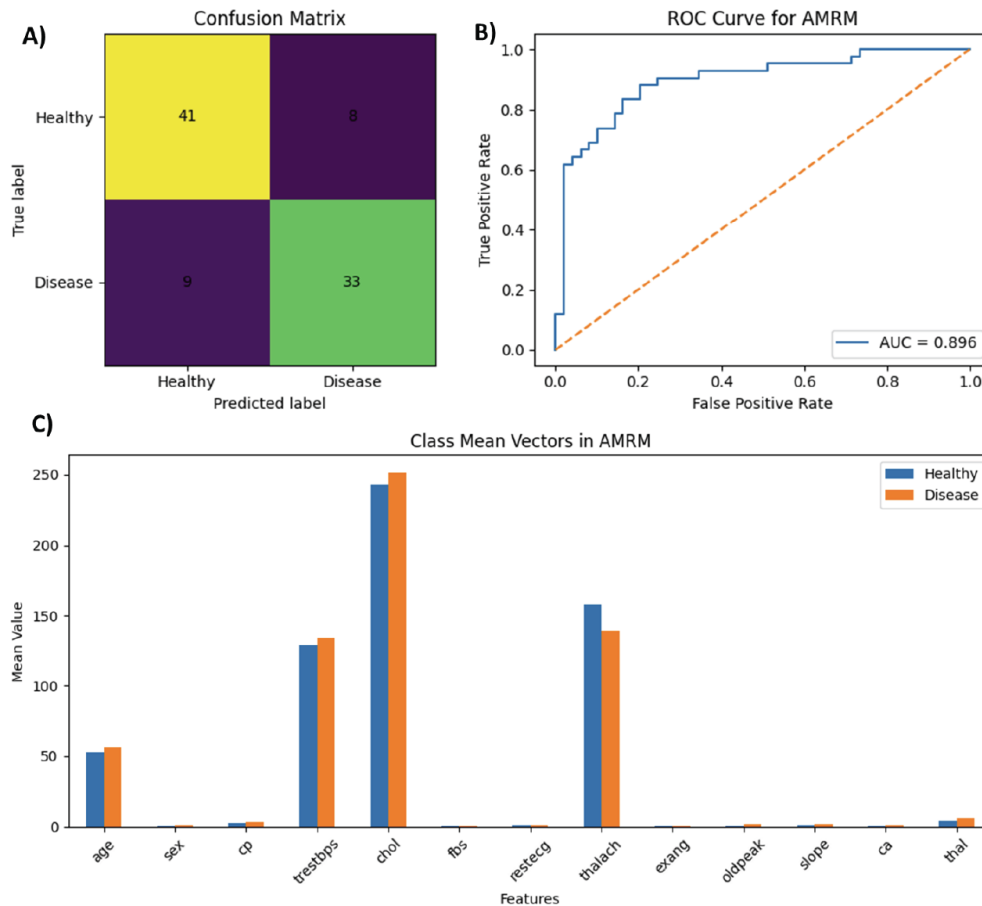 A)
Confusion Matrix
True label
Healthy
Disease
41
8
9
33
Healthy
Disease
Predicted label
B)
ROC Curve for AMRM
True Positive Rate
1.0
0.8
0.6
0.4
0.2
0.0
AUC = 0.896
0.0
0.2
0.4
0.6
0.8
1.0
False Positive Rate
C)
Class Mean Vectors in AMRM
Healthy
Disease
Mean Value
250
200
150
100
50
0
age
sex
cp
trestbps
chol
fbs
restecg
thalach
exang
oldpeak
slope
ca
thal
Features